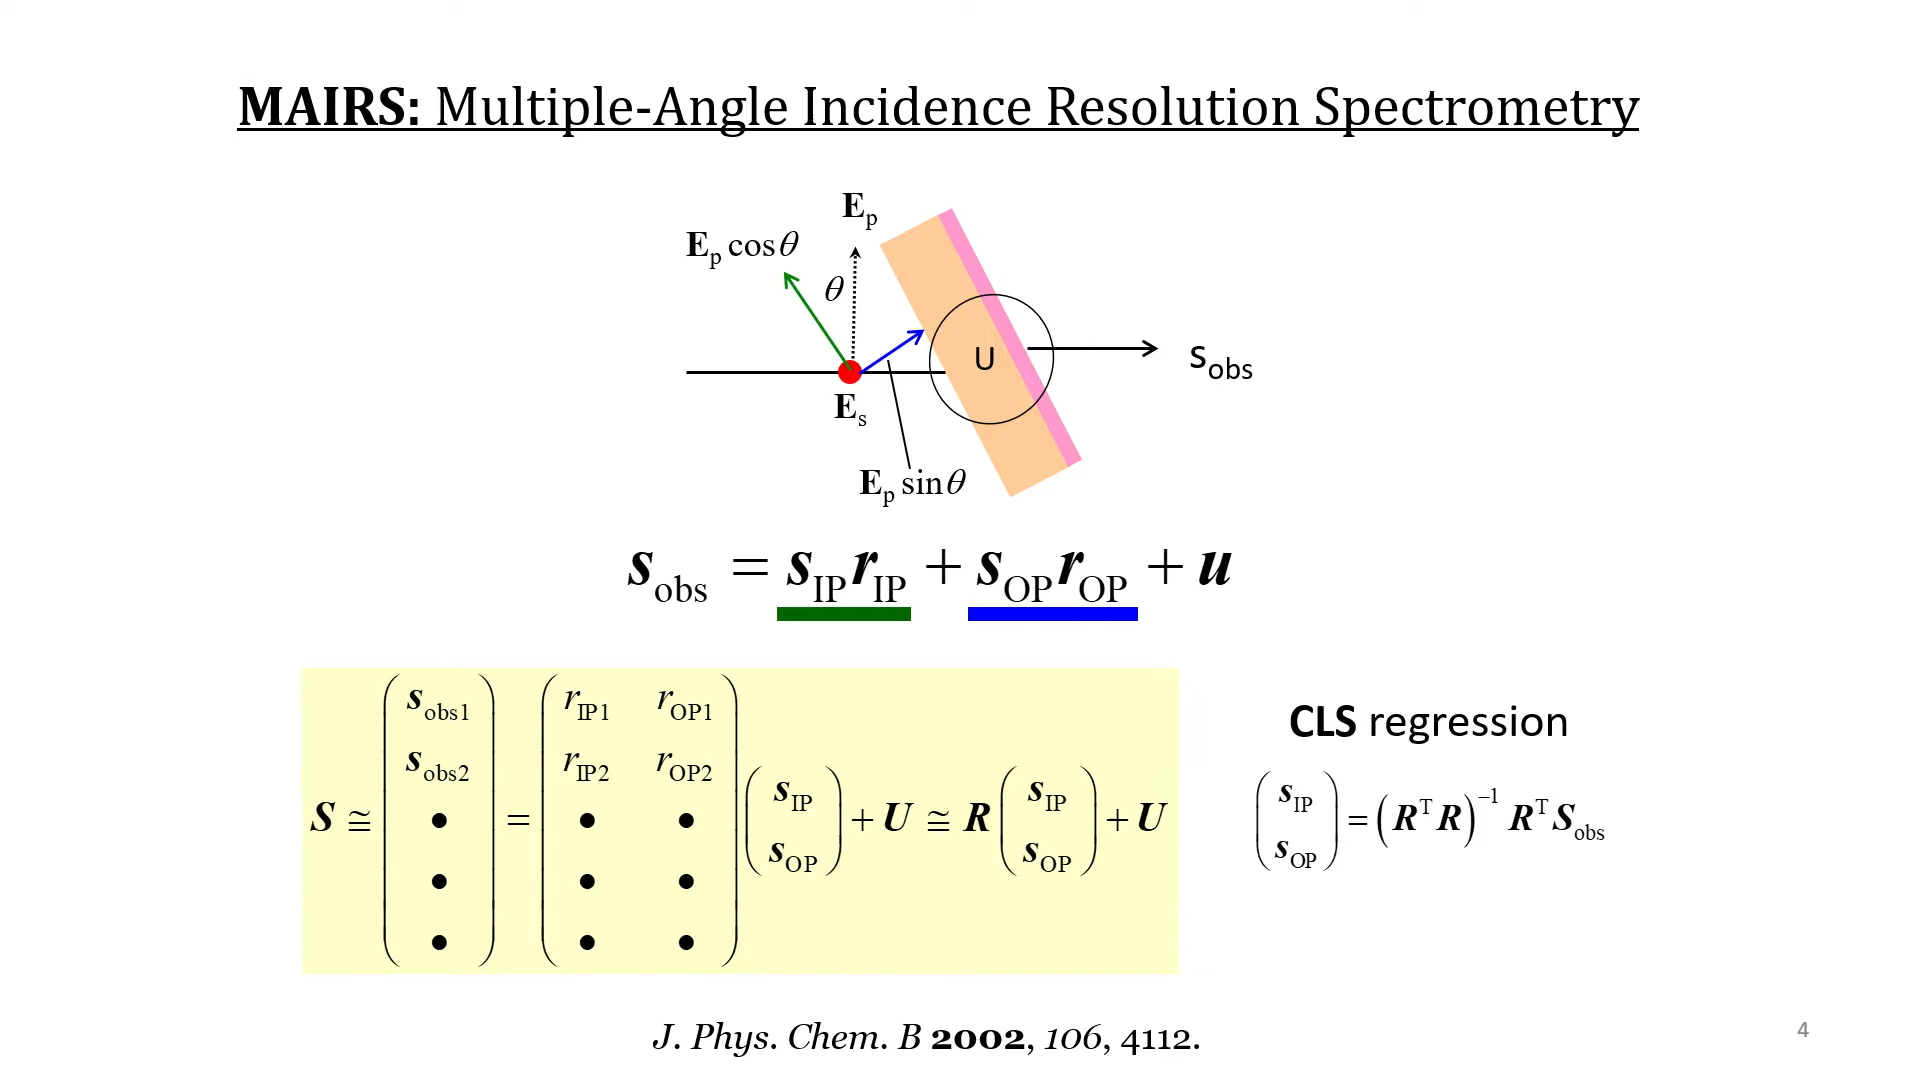 MAIRS: Multiple-Angle Incidence Resolution Spectrometry
E_p
E_p cosθ
θ
U
s_obs
E_s
E_p sinθ
s_obs = s_IP r_IP + s_OP r_OP + u
S ≅ (s_obs1 s_obs2 • • •) = (r_IP1 r_OP1 r_IP2 r_OP2 • • • • • •) (s_IP s_OP) + U ≅ R (s_IP s_OP) + U
CLS regression
(s_IP s_OP) = (R^T R)^−1 R^T S_obs
J. Phys. Chem. B 2002, 106, 4112.
4